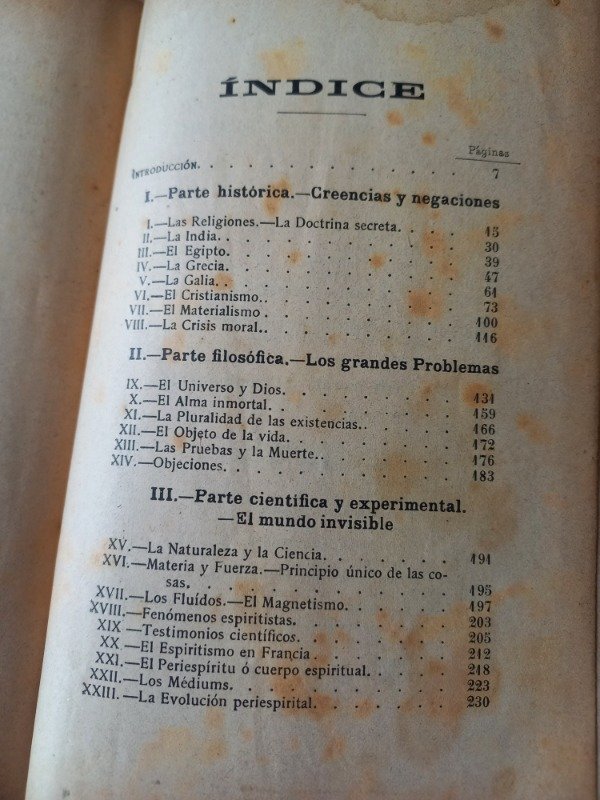 ÍNDICE
Páginas
INTRODUCCIÓN. 7
I.—Parte histórica.—Creencias y negaciones
I.—Las Religiones.—La Doctrina secreta. 15
II.—La India. 30
III.—El Egipto. 39
IV.—La Grecia. 47
V.—La Galia. 61
VI.—El Cristianismo. 73
VII.—El Materialismo 100
VIII.—La Crisis moral. 116
II.—Parte filosófica.—Los grandes Problemas
IX.—El Universo y Dios. 131
X.—El Alma inmortal. 159
XI.—La Pluralidad de las existencias. 166
XII.—El Objeto de la vida. 172
XIII.—Las Pruebas y la Muerte. 176
XIV.—Objeciones. 183
III.—Parte científica y experimental.
—El mundo invisible
XV.—La Naturaleza y la Ciencia. 191
XVI.—Materia y Fuerza.—Principio único de las co-
sas. 195
XVII.—Los Fluídos.—El Magnetismo. 197
XVIII.—Fenómenos espiritistas. 203
XIX—Testimonios científicos. 205
XX.—El Espiritismo en Francia. 212
XXI.—El Periespíritu ó cuerpo espiritual. 218
XXII.—Los Médiums. 223
XXIII.—La Evolución periespirital. 230